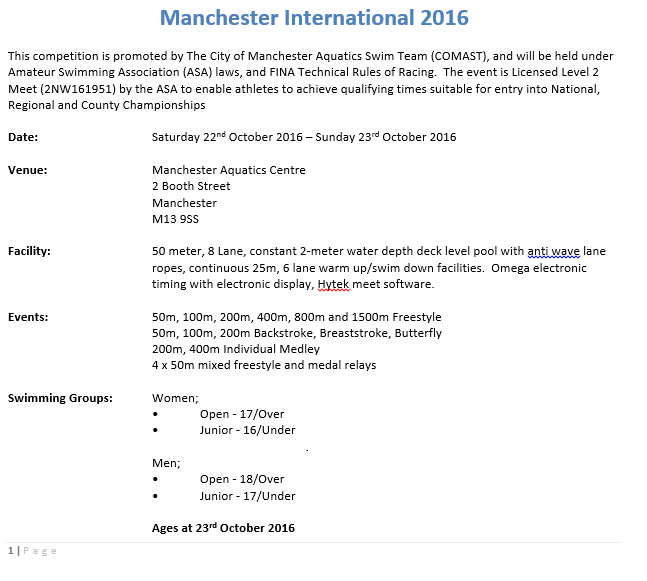 Manchester International 2016
This competition is promoted by The City of Manchester Aquatics Swim Team (COMAST), and will be held under
Amateur Swimming Association (ASA) laws, and FINA Technical Rules of Racing. The event is Licensed Level 2
Meet (2NW161951) by the ASA to enable athletes to achieve qualifying times suitable for entry into National,
Regional and County Championships
Date: Saturday 22nd October 2016 – Sunday 23rd October 2016
Venue: Manchester Aquatics Centre
2 Booth Street
Manchester
M13 9SS
Facility: 50 meter, 8 Lane, constant 2-meter water depth deck level pool with anti wave lane
ropes, continuous 25m, 6 lane warm up/swim down facilities. Omega electronic
timing with electronic display, Hytek meet software.
Events: 50m, 100m, 200m, 400m, 800m and 1500m Freestyle
50m, 100m, 200m Backstroke, Breaststroke, Butterfly
200m, 400m Individual Medley
4 x 50m mixed freestyle and medal relays
Swimming Groups: Women;
• Open - 17/Over
• Junior - 16/Under
.
Men;
• Open - 18/Over
• Junior - 17/Under
Ages at 23rd October 2016
1 | Page